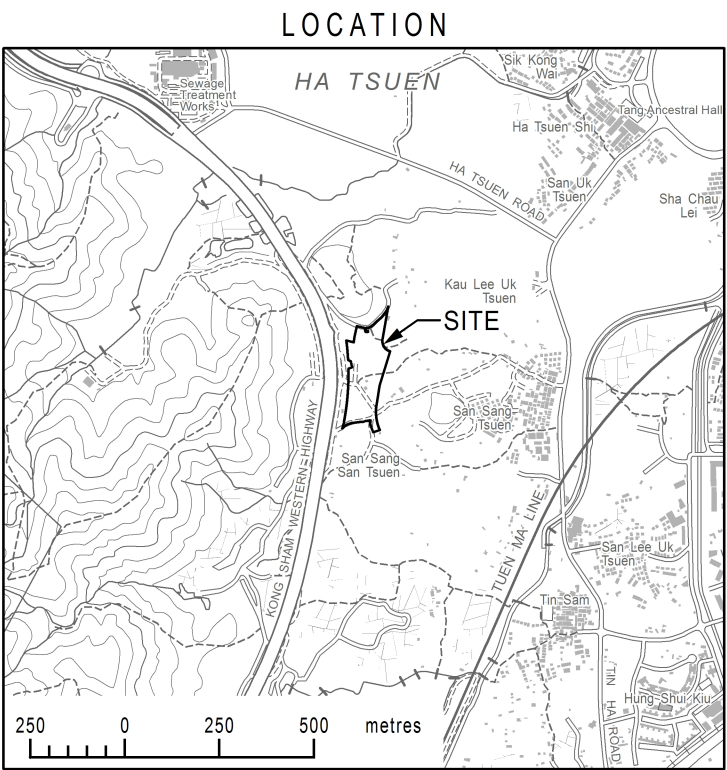 LOCATION
Sewage
Treatment
Works
HA TSUEN
Sik Kong
Wai
Tang Ancestral Hall
Ha Tsuen Shi
HA TSUEN ROAD
San Uk
Tsuen
Sha Chau
Lei
Kau Lee Uk
Tsuen
SITE
San Sang
Tsuen
San Sang
San Tsuen
KONG SHAM WESTERN HIGHWAY
TUEN MA LINE
San Lee Uk
Tsuen
Tin Sam
TIN HA ROAD
Hung Shui Kiu
250 0 250 500 metres